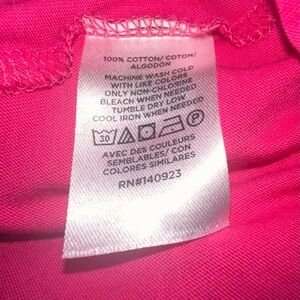 100% COTTON/ COTON/
ALGODÓN
MACHINE WASH COLD
WITH LIKE COLORS
ONLY NON-CHLORINE
BLEACH WHEN NEEDED
TUMBLE DRY LOW
COOL IRON WHEN NEEDED
30 P
AVEC DES COULEURS
SEMBLABLES/ CON
COLORES SIMILARES
RN#140923